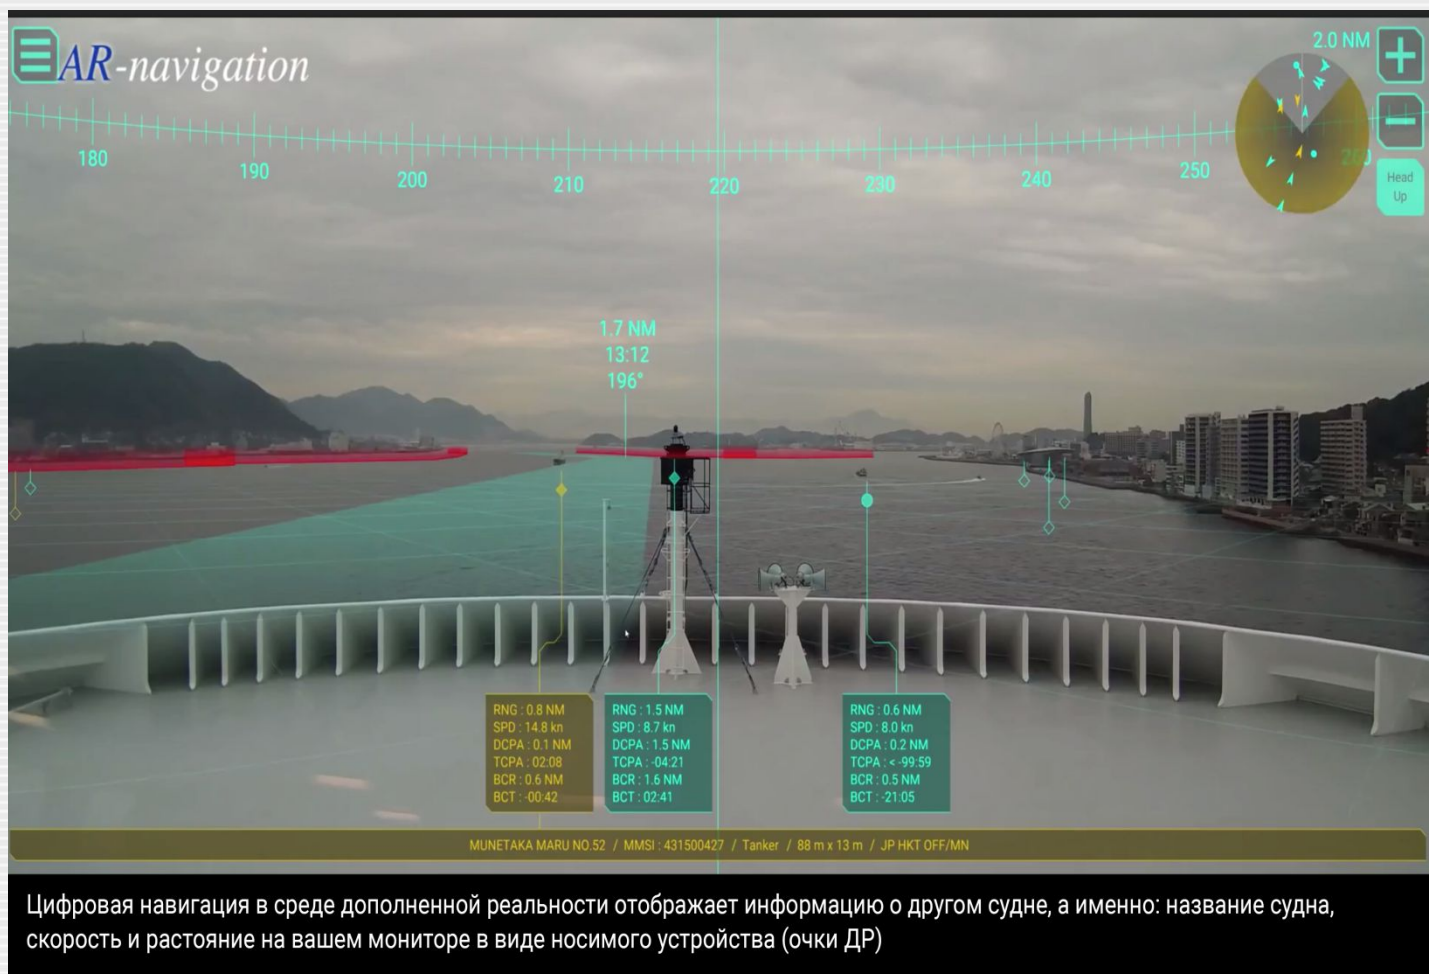 AR-navigation
2.0 NM
180
190
200
210
220
230
240
250
260
Head
Up
1.7 NM
13:12
196°
RNG : 0.8 NM
SPD : 14.8 kn
DCPA : 0.1 NM
TCPA : 02:08
BCR : 0.6 NM
BCT : -00:42
RNG : 1.5 NM
SPD : 8.7 kn
DCPA : 1.5 NM
TCPA : -04:21
BCR : 1.6 NM
BCT : 02:41
RNG : 0.6 NM
SPD : 8.0 kn
DCPA : 0.2 NM
TCPA : < -99:59
BCR : 0.5 NM
BCT : -21:05
MUNETAKA MARU NO.52 / MMSI : 431500427 / Tanker / 88 m x 13 m / JP HKT OFF/MN
Цифровая навигация в среде дополненной реальности отображает информацию о другом судне, а именно: название судна,
скорость и растояние на вашем мониторе в виде носимого устройства (очки ДР)